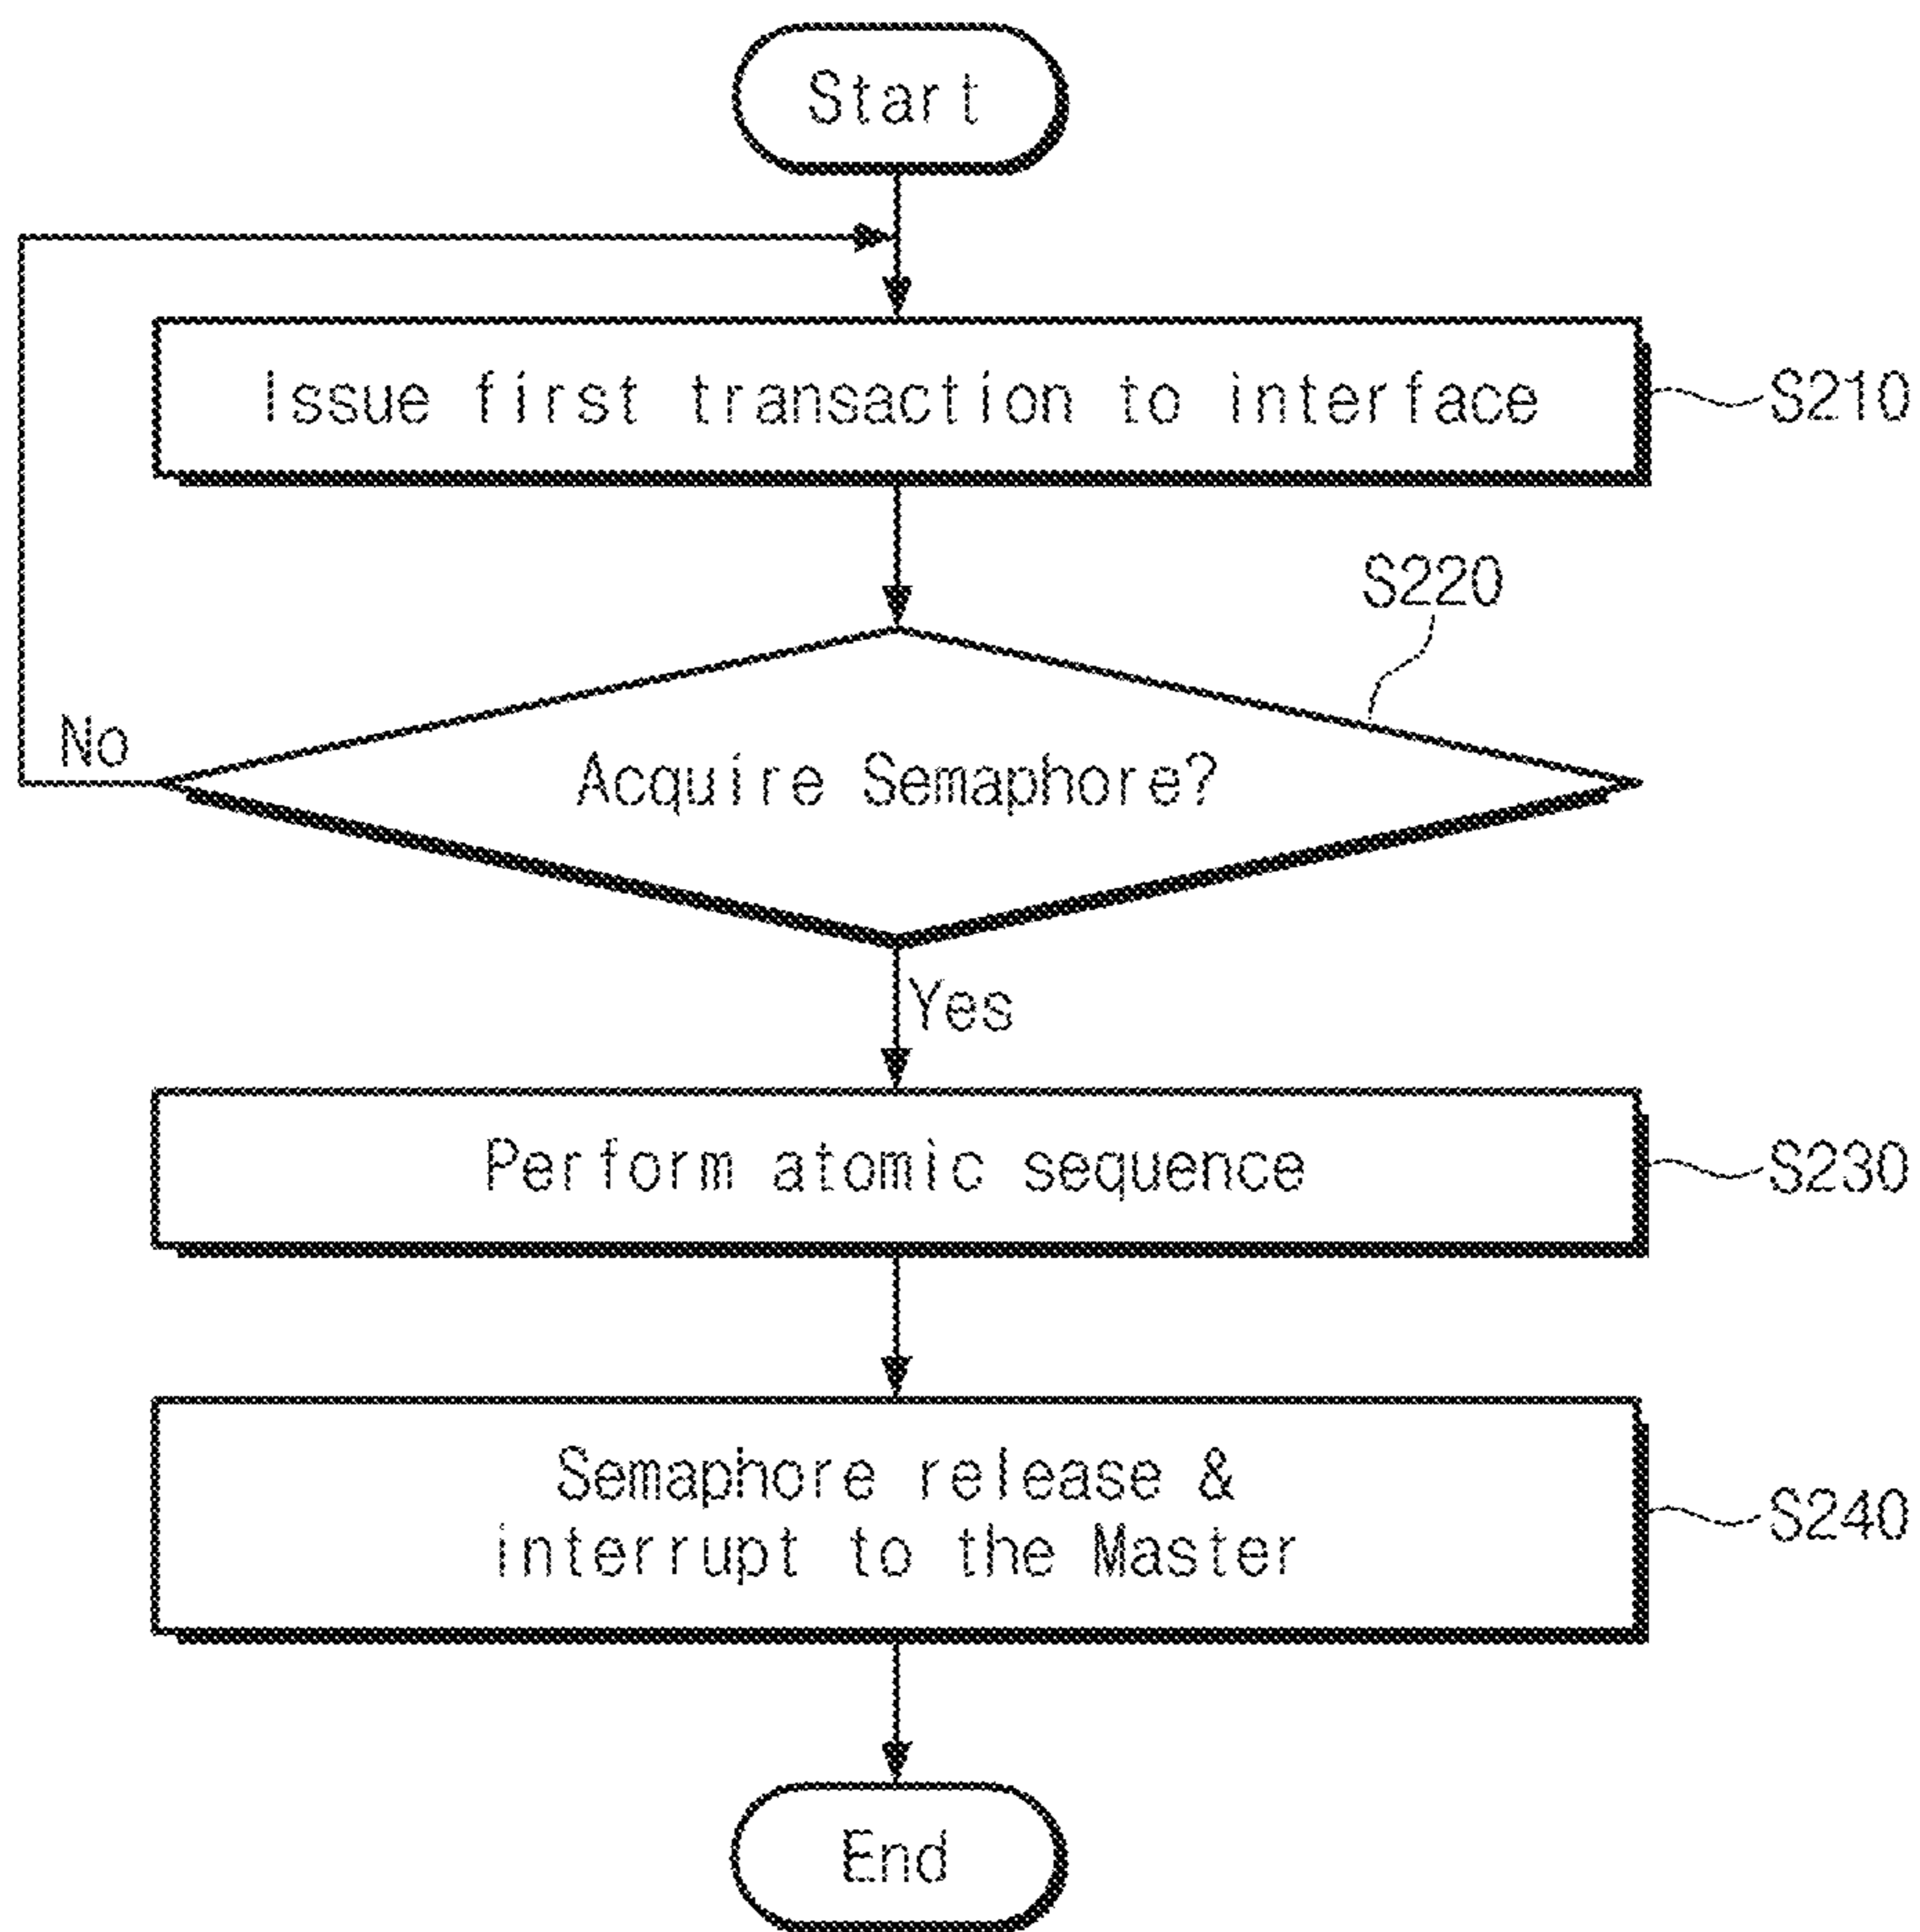 Start
Issue first transaction to interface
S210
S220
No
Acquire Semaphore?
Yes
Perform atomic sequence
S230
Semaphore release &
interrupt to the Master
S240
End